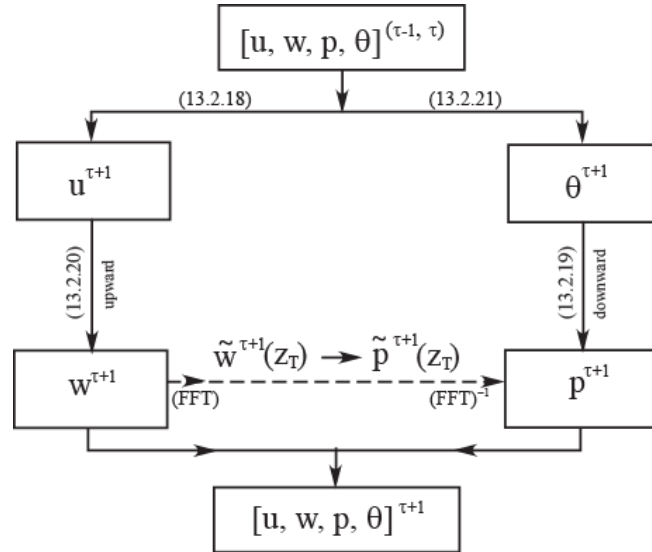 [u, w, p, θ]^(τ-1, τ)
(13.2.18) (13.2.21)
u^τ+1 θ^τ+1
(13.2.20) upward (13.2.19) downward
w̃^τ+1(z_T) → p̃^τ+1(z_T)
w^τ+1 p^τ+1
(FFT) (FFT)^–1
[u, w, p, θ]^τ+1